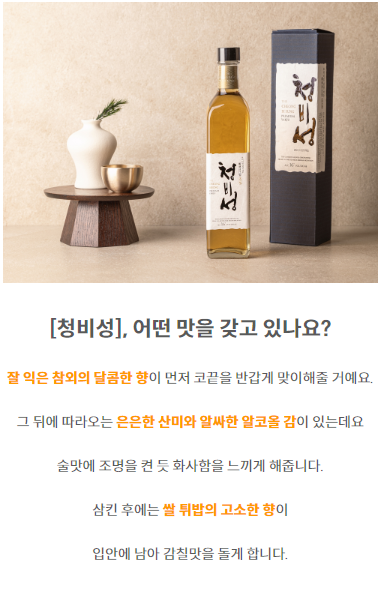 청비성
청비성
[청비성], 어떤 맛을 갖고 있나요?
잘 익은 참외의 달콤한 향이 먼저 코끝을 반갑게 맞이해줄 거예요.
그 뒤에 따라오는 은은한 산미와 알싸한 알코올 감이 있는데요
술맛에 조명을 켠 듯 화사함을 느끼게 해줍니다.
삼킨 후에는 쌀 튀밥의 고소한 향이
입안에 남아 감칠맛을 돌게 합니다.